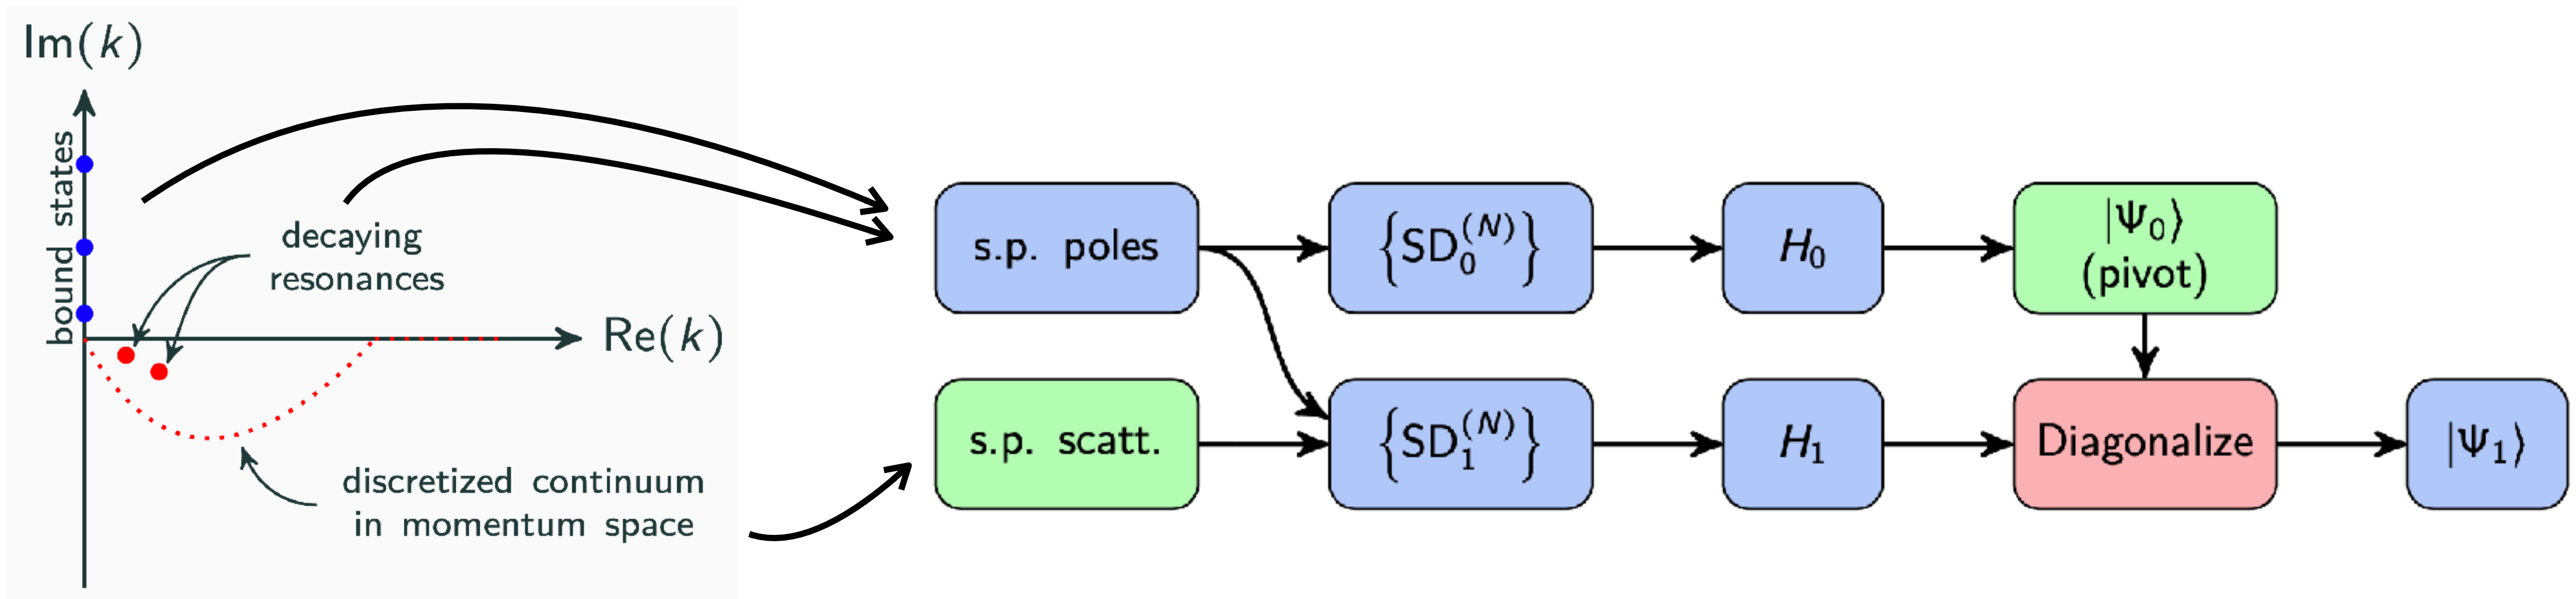 Im(k)
bound states
decaying
resonances
Re(k)
discretized continuum
in momentum space
s.p. poles
{SD₀⁽ᴺ⁾}
H₀
|Ψ₀⟩
(pivot)
s.p. scatt.
{SD₁⁽ᴺ⁾}
H₁
Diagonalize
|Ψ₁⟩